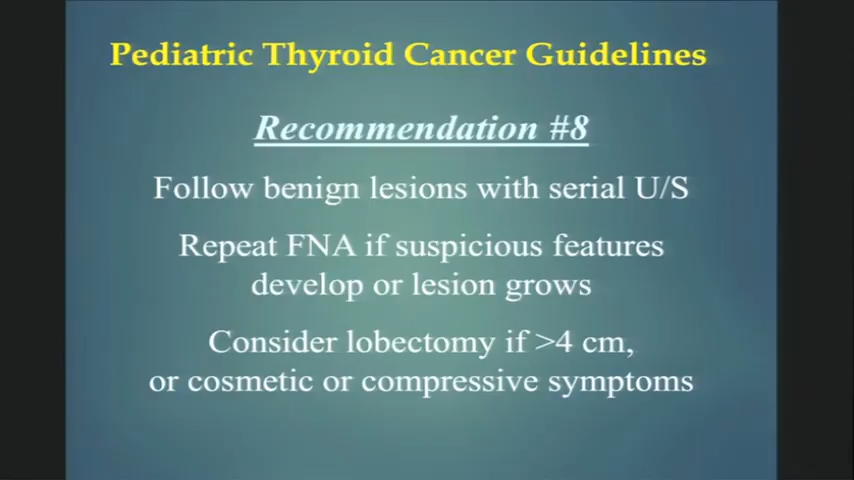 Pediatric Thyroid Cancer Guidelines
Recommendation #8
Follow benign lesions with serial U/S
Repeat FNA if suspicious features
develop or lesion grows
Consider lobectomy if >4 cm,
or cosmetic or compressive symptoms